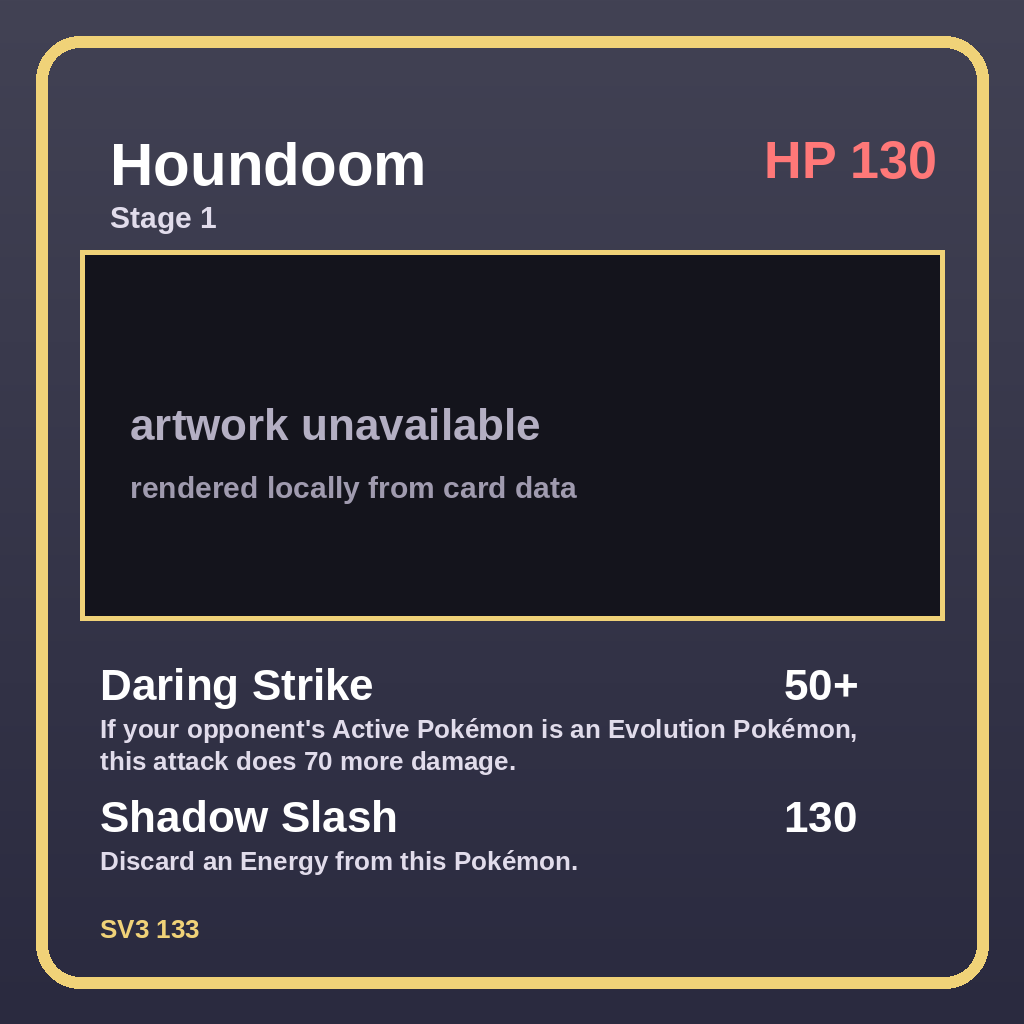 Houndoom
HP 130
Stage 1
artwork unavailable
rendered locally from card data
Daring Strike
50+
If your opponent's Active Pokémon is an Evolution Pokémon,
this attack does 70 more damage.
Shadow Slash
130
Discard an Energy from this Pokémon.
SV3 133